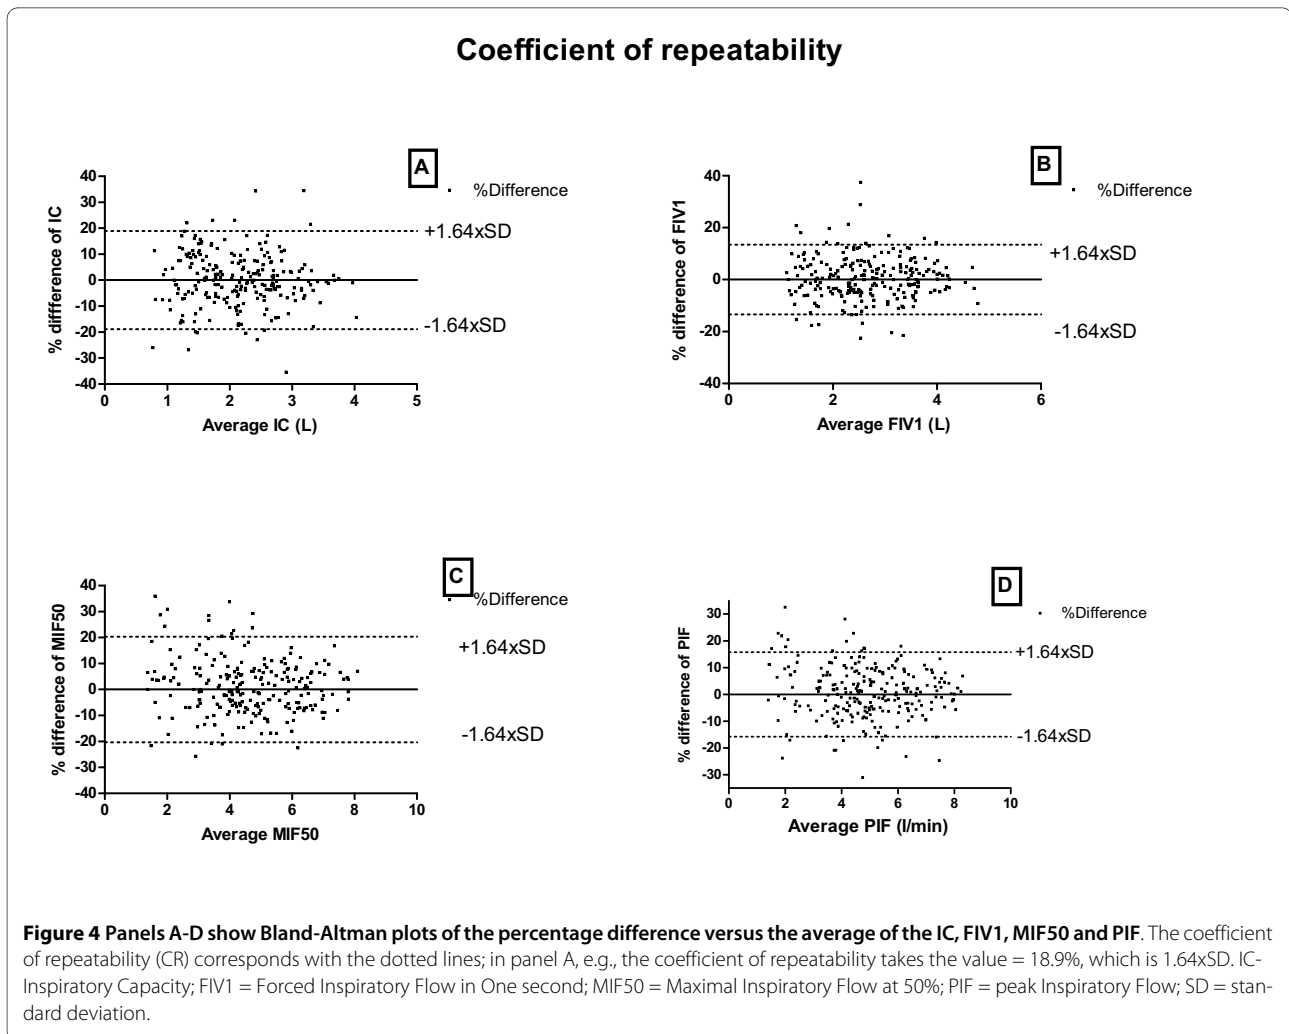 Coefficient of repeatability
A
%Difference
% difference of IC
40
30
20
10
0
-10
-20
-30
-40
+1.64xSD
-1.64xSD
0 1 2 3 4 5
Average IC (L)
B
%Difference
% difference of FIV1
40
20
0
-20
-40
+1.64xSD
-1.64xSD
0 2 4 6
Average FIV1 (L)
C
%Difference
% difference of MIF50
40
30
20
10
0
-10
-20
-30
-40
+1.64xSD
-1.64xSD
0 2 4 6 8 10
Average MIF50
D
%Difference
% difference of PIF
30
20
10
0
-10
-20
-30
+1.64xSD
-1.64xSD
0 2 4 6 8 10
Average PIF (l/min)
Figure 4 Panels A-D show Bland-Altman plots of the percentage difference versus the average of the IC, FIV1, MIF50 and PIF. The coefficient
of repeatability (CR) corresponds with the dotted lines; in panel A, e.g., the coefficient of repeatability takes the value = 18.9%, which is 1.64xSD. IC-
Inspiratory Capacity; FIV1 = Forced Inspiratory Flow in One second; MIF50 = Maximal Inspiratory Flow at 50%; PIF = peak Inspiratory Flow; SD = stan-
dard deviation.